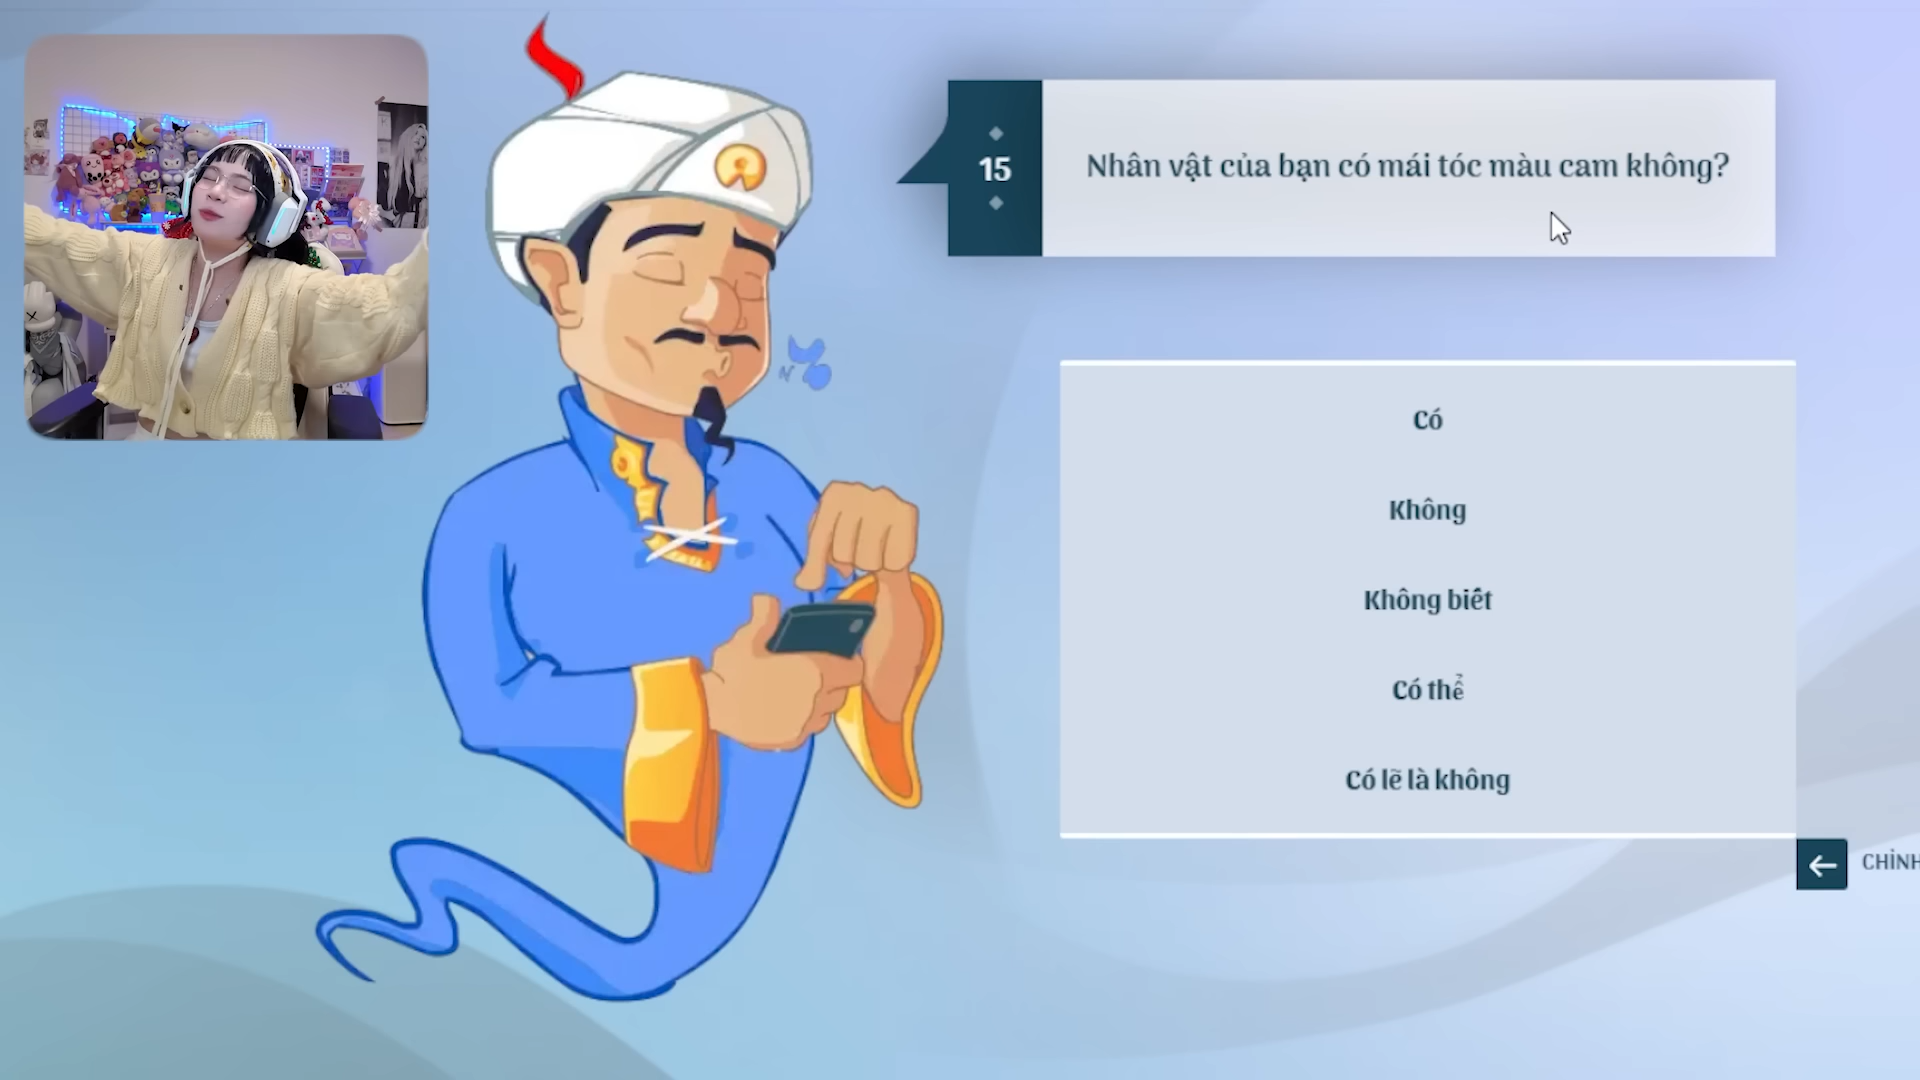 15
Nhân vật của bạn có mái tóc màu cam không?
Có
Không
Không biết
Có thể
Có lẽ là không
CHỈNH